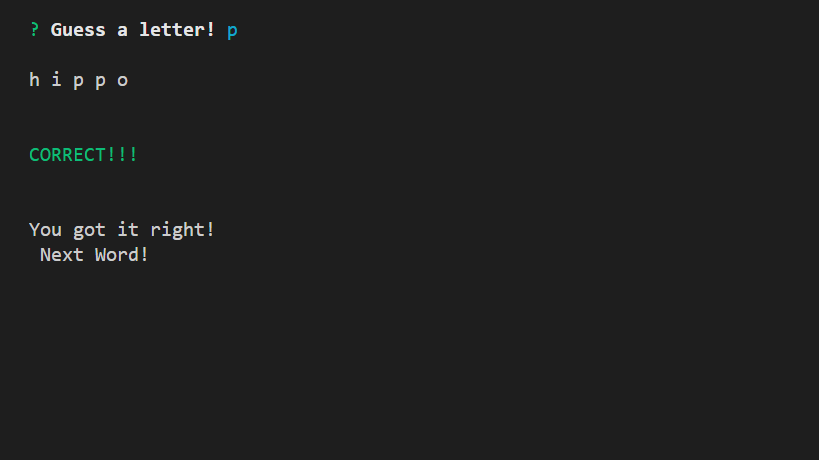 ? Guess a letter! p
h i p p o
CORRECT!!!
You got it right!
Next Word!